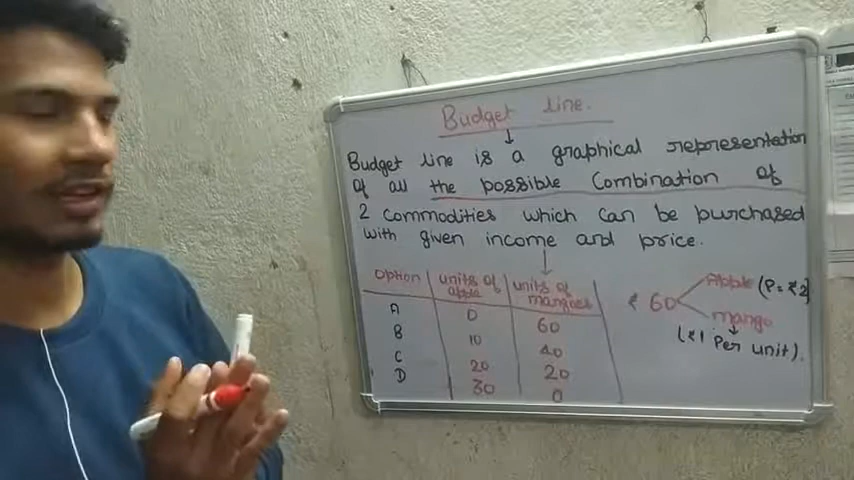 Budget line.
Budget line is a graphical representation
of all the possible combination of
2 commodities which can be purchased
with given income and price.
Option units of apple units of mangoes
A 0 60
B 10 40
C 20 20
D 30 0
₹ 60
Apple (P = ₹2)
mango
(₹1 Per unit).